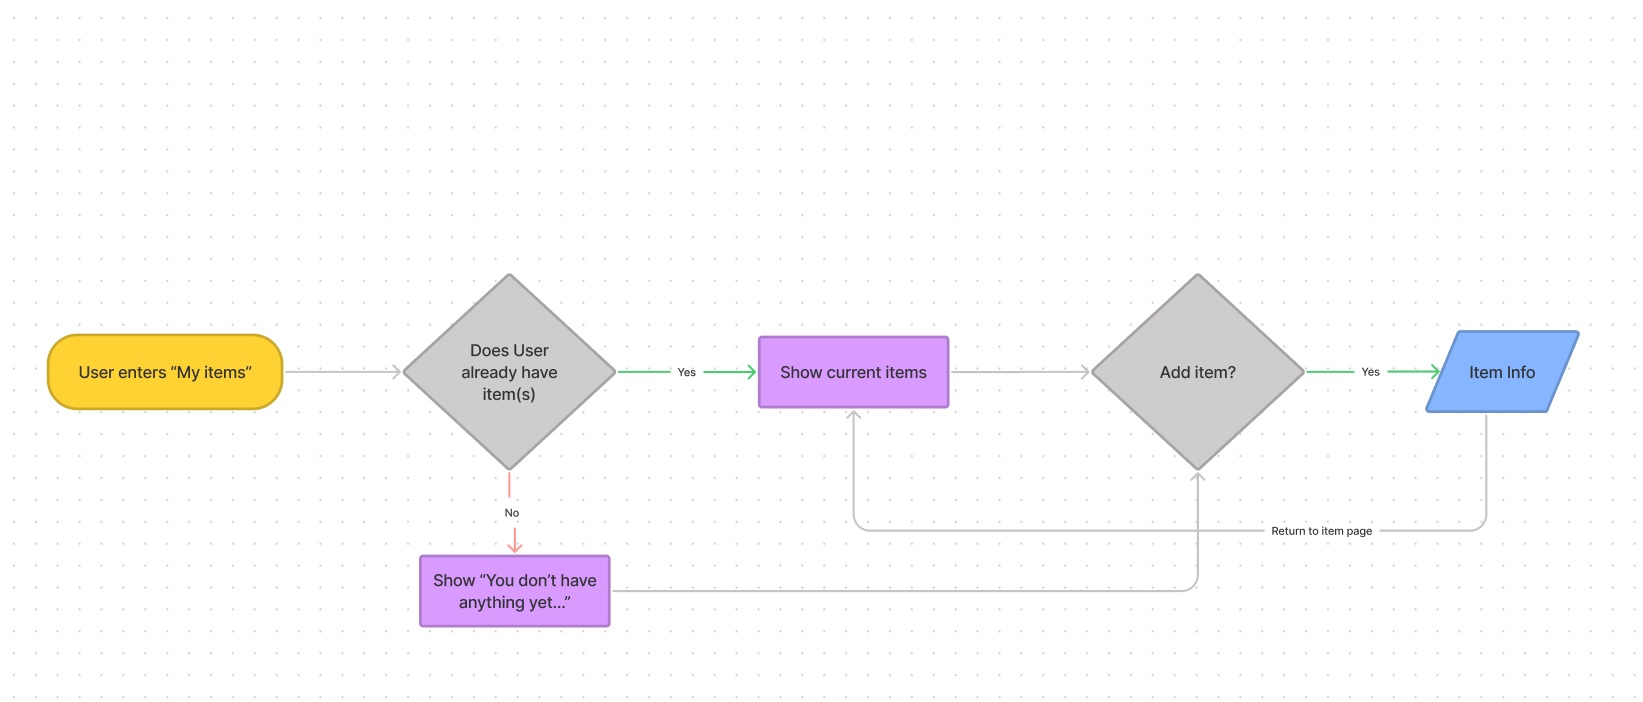 User enters “My items”
Does User
already have
item(s)
Yes
Show current items
Add item?
Yes
Item Info
No
Return to item page
Show “You don’t have
anything yet...”